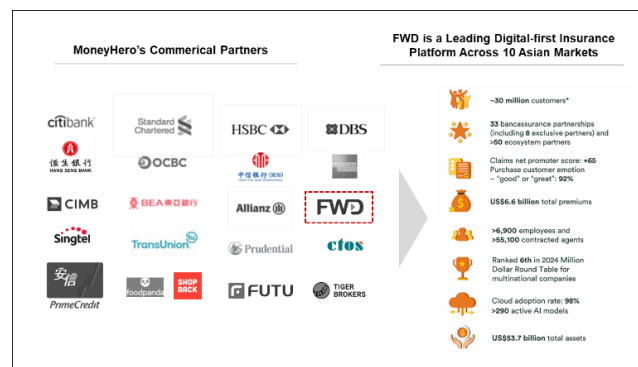 MoneyHero's Commerical Partners
FWD is a Leading Digital-first Insurance
Platform Across 10 Asian Markets
citibank
Standard
Chartered
HSBC
DBS
恒生銀行
HANG SENG BANK
OCBC
中信銀行(國際)
CIMB
BEA東亞銀行
Allianz
FWD
Singtel
TransUnion
Prudential
ctos
安信
PrimeCredit
foodpanda
SHOP
BACK
FUTU
TIGER
BROKERS
~30 million customers*
33 bancassurance partnerships
(including 8 exclusive partners) and
>50 ecosystem partners
Claims net promoter score: +65
Purchase customer emotion
– "good" or "great": 92%
US$6.6 billion total premiums
>6,900 employees and
>55,100 contracted agents
Ranked 6th in 2024 Million
Dollar Round Table for
multinational companies
Cloud adoption rate: 98%
>290 active AI models
US$53.7 billion total assets